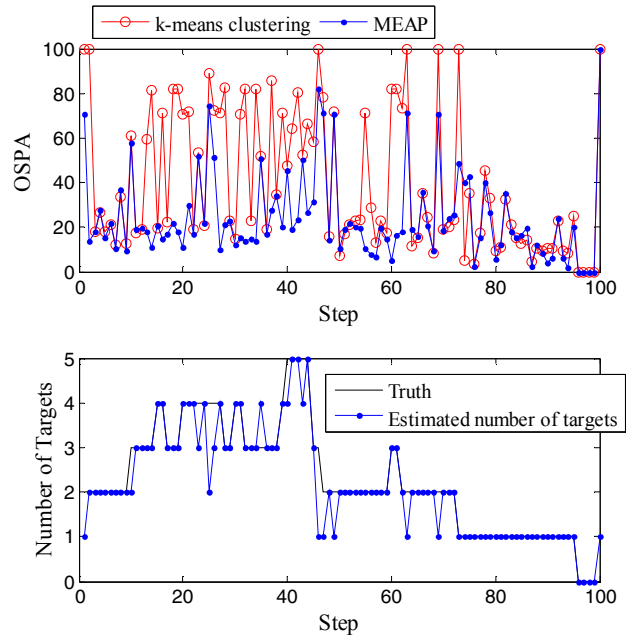 k-means clustering MEAP
100
80
60
40
20
0
OSPA
0 20 40 60 80 100
Step
5
4
3
2
1
0
Number of Targets
Truth
Estimated number of targets
0 20 40 60 80 100
Step